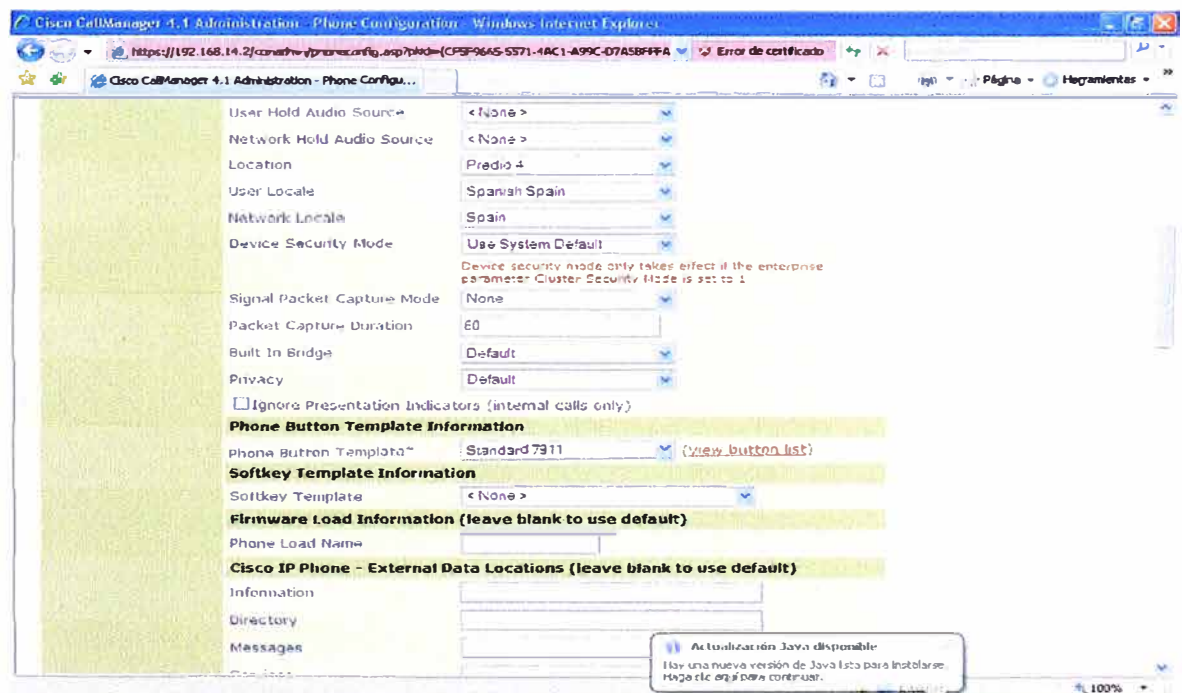 Cisco CallManager 4.1 Administration - Phone Configuration - Windows Internet Explorer
Error de certificado
Cisco CallManager 4.1 Administration - Phone Configu...
Página
Herramientas
User Hold Audio Source
< None >
Network Hold Audio Source
< None >
Location
Predio 4
User Locale
Spanish Spain
Network Locale
Spain
Device Security Mode
Use System Default
Device security mode only takes effect if the enterprise
parameter Cluster Security Mode is set to 1
Signal Packet Capture Mode
None
Packet Capture Duration
60
Built In Bridge
Default
Privacy
Default
Ignore Presentation Indicators (internal calls only)
Phone Button Template Information
Phone Button Template*
Standard 7911
(view button list)
Softkey Template Information
Softkey Template
< None >
Firmware Load Information (leave blank to use default)
Phone Load Name
Cisco IP Phone - External Data Locations (leave blank to use default)
Information
Directory
Messages
Actualización Java disponible
Hay una nueva versión de Java lista para instalarse.
Haga clic aquí para continuar.
100%